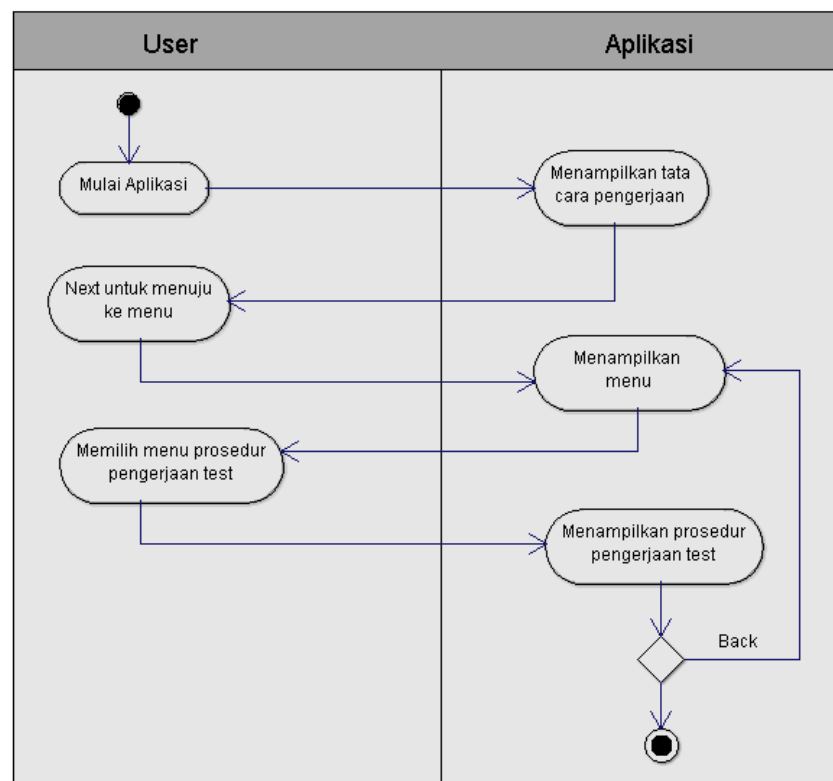 User
Aplikasi
Mulai Aplikasi
Menampilkan tata
cara pengerjaan
Next untuk menuju
ke menu
Menampilkan
menu
Memilih menu prosedur
pengerjaan test
Menampilkan prosedur
pengerjaan test
Back